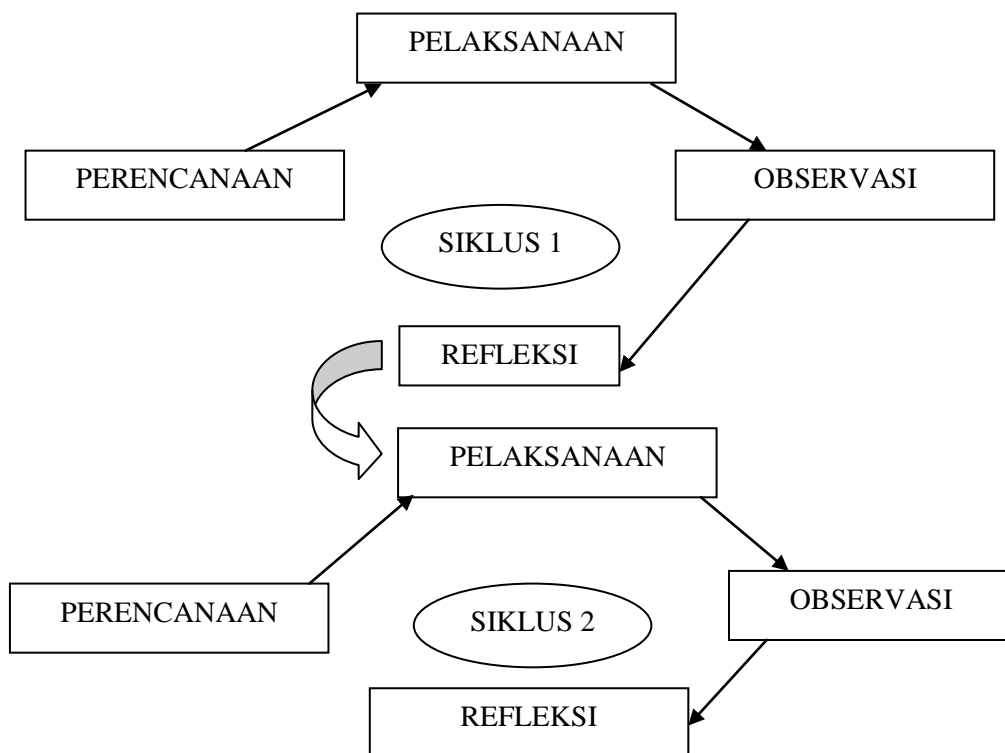 PELAKSANAAN
PERENCANAAN
OBSERVASI
SIKLUS 1
REFLEKSI
PELAKSANAAN
PERENCANAAN
OBSERVASI
SIKLUS 2
REFLEKSI